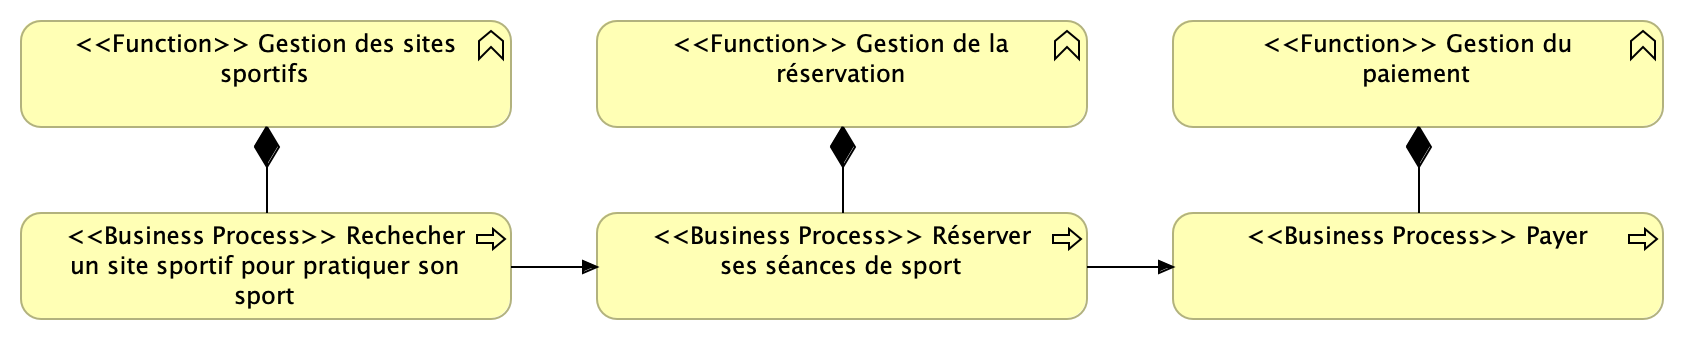 <<Function>> Gestion des sites
sportifs
<<Function>> Gestion de la
réservation
<<Function>> Gestion du
paiement
<<Business Process>> Rechecher
un site sportif pour pratiquer son
sport
<<Business Process>> Réserver
ses séances de sport
<<Business Process>> Payer